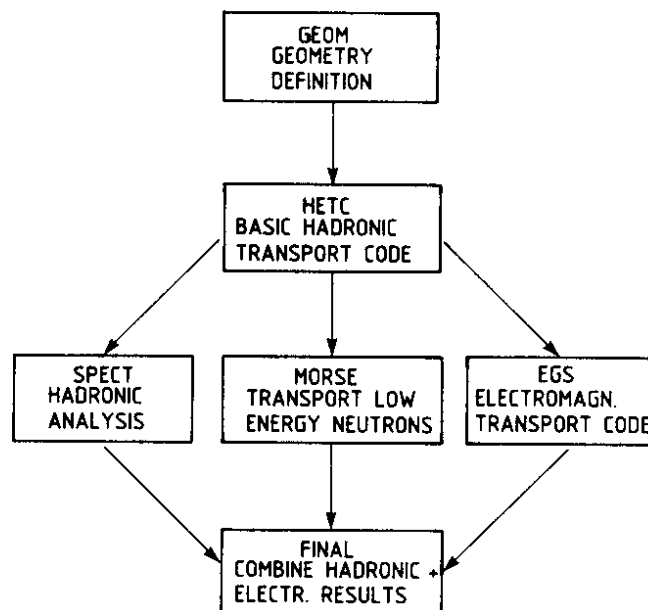 GEOM
GEOMETRY
DEFINITION
HETC
BASIC HADRONIC
TRANSPORT CODE
SPECT
HADRONIC
ANALYSIS
MORSE
TRANSPORT LOW
ENERGY NEUTRONS
EGS
ELECTROMAGN.
TRANSPORT CODE
FINAL
COMBINE HADRONIC +
ELECTR. RESULTS